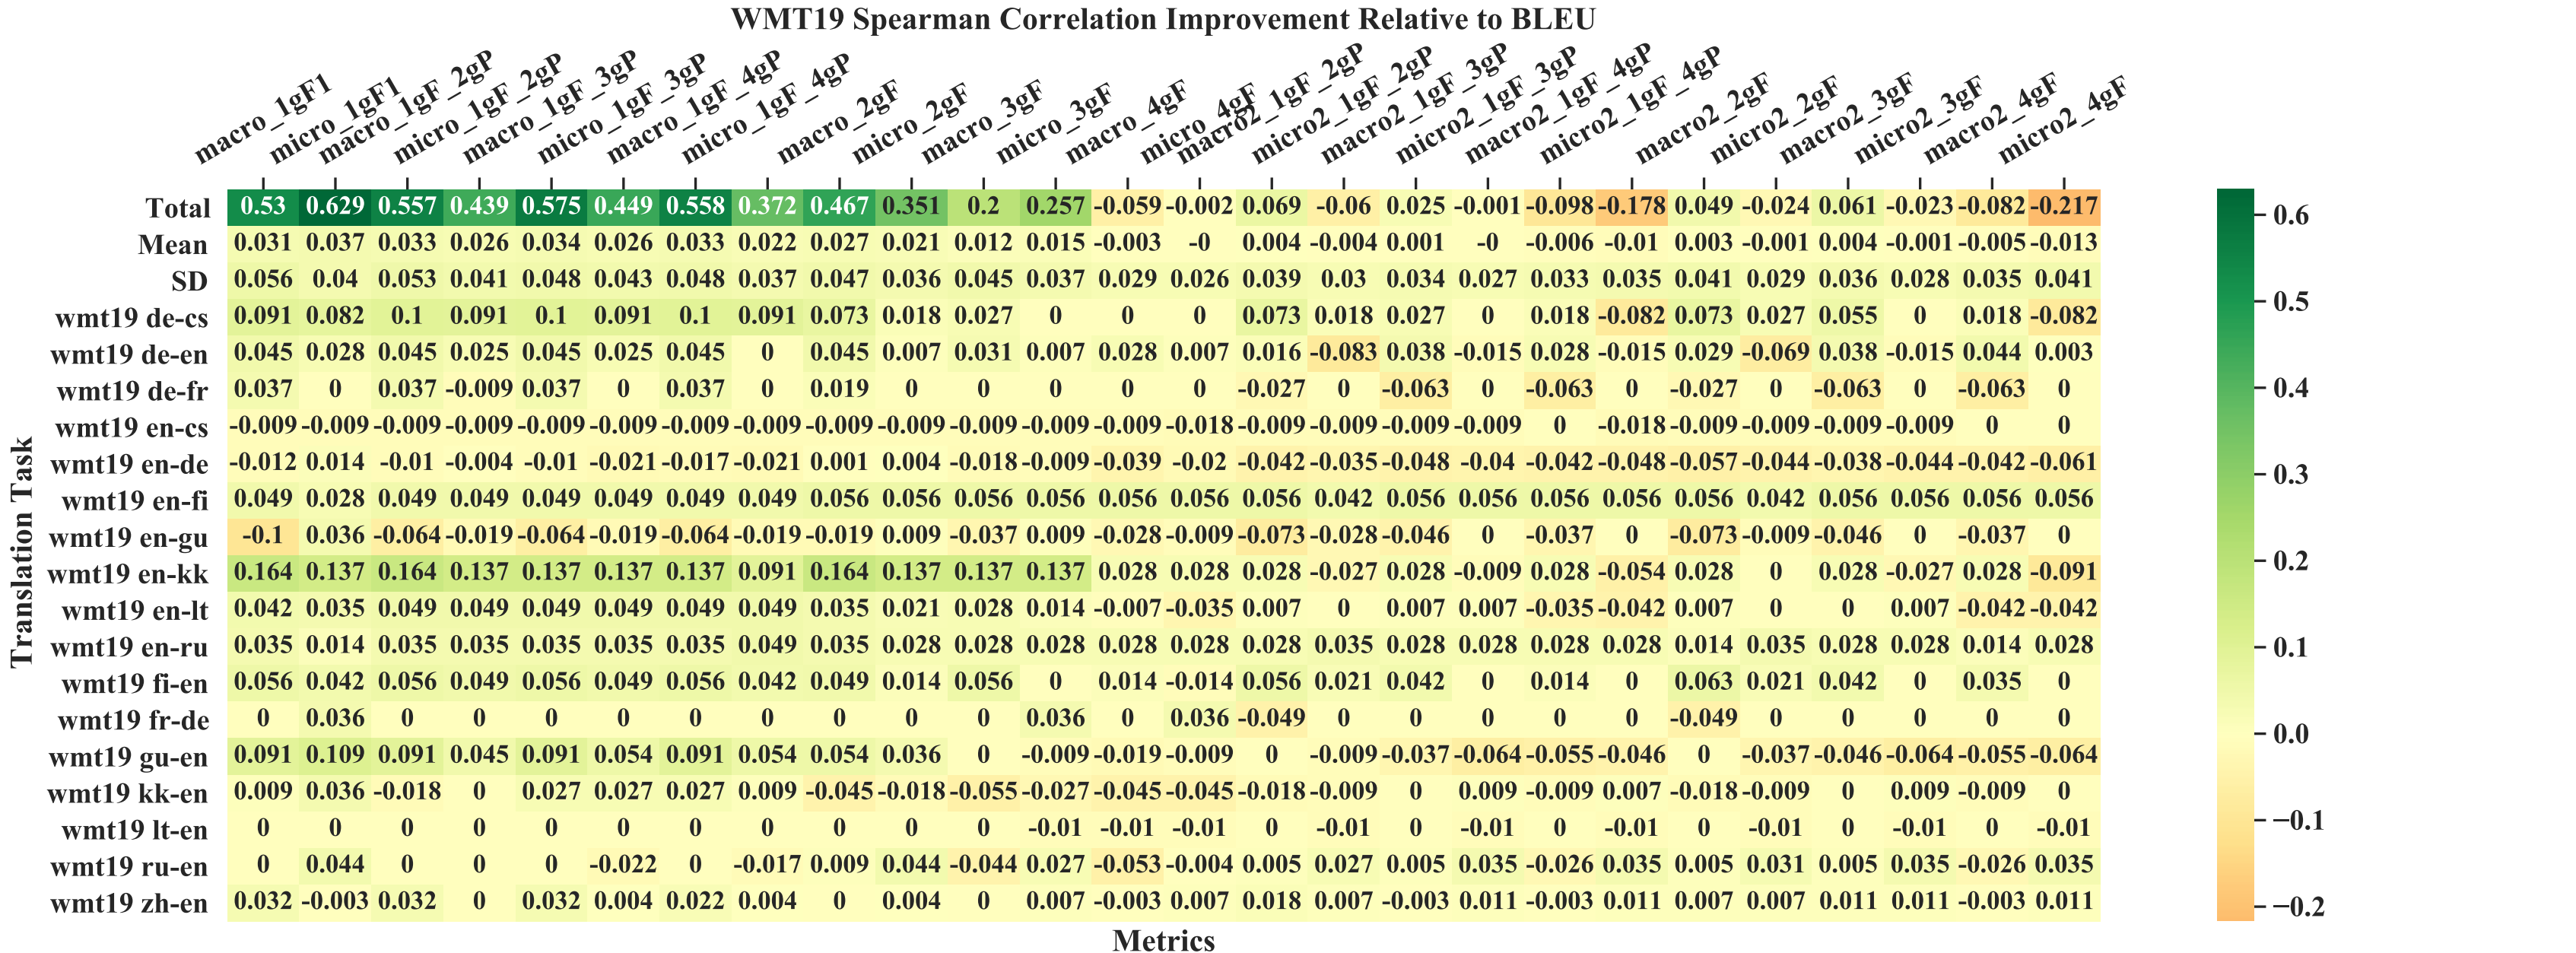 WMT19 Spearman Correlation Improvement Relative to BLEU
macro_1gF1 micro_1gF1 macro_1gF_2gP micro_1gF_2gP macro_1gF_3gP micro_1gF_3gP macro_1gF_4gP micro_1gF_4gP macro_2gF micro_2gF macro_3gF micro_3gF macro_4gF micro_4gF macro2_1gF_2gP micro2_1gF_2gP macro2_1gF_3gP micro2_1gF_3gP macro2_1gF_4gP micro2_1gF_4gP macro2_2gF micro2_2gF macro2_3gF micro2_3gF macro2_4gF micro2_4gF
Total 0.53 0.629 0.557 0.439 0.575 0.449 0.558 0.372 0.467 0.351 0.2 0.257 -0.059 -0.002 0.069 -0.06 0.025 -0.001 -0.098 -0.178 0.049 -0.024 0.061 -0.023 -0.082 -0.217
Mean 0.031 0.037 0.033 0.026 0.034 0.026 0.033 0.022 0.027 0.021 0.012 0.015 -0.003 -0 0.004 -0.004 0.001 -0 -0.006 -0.01 0.003 -0.001 0.004 -0.001 -0.005 -0.013
SD 0.056 0.04 0.053 0.041 0.048 0.043 0.048 0.037 0.047 0.036 0.045 0.037 0.029 0.026 0.039 0.03 0.034 0.027 0.033 0.035 0.041 0.029 0.036 0.028 0.035 0.041
wmt19 de-cs 0.091 0.082 0.1 0.091 0.1 0.091 0.1 0.091 0.073 0.018 0.027 0 0 0 0.073 0.018 0.027 0 0.018 -0.082 0.073 0.027 0.055 0 0.018 -0.082
wmt19 de-en 0.045 0.028 0.045 0.025 0.045 0.025 0.045 0 0.045 0.007 0.031 0.007 0.028 0.007 0.016 -0.083 0.038 -0.015 0.028 -0.015 0.029 -0.069 0.038 -0.015 0.044 0.003
wmt19 de-fr 0.037 0 0.037 -0.009 0.037 0 0.037 0 0.019 0 0 0 0 0 -0.027 0 -0.063 0 -0.063 0 -0.027 0 -0.063 0 -0.063 0
wmt19 en-cs -0.009 -0.009 -0.009 -0.009 -0.009 -0.009 -0.009 -0.009 -0.009 -0.009 -0.009 -0.009 -0.009 -0.018 -0.009 -0.009 -0.009 -0.009 0 -0.018 -0.009 -0.009 -0.009 -0.009 0 0
wmt19 en-de -0.012 0.014 -0.01 -0.004 -0.01 -0.021 -0.017 -0.021 0.001 0.004 -0.018 -0.009 -0.039 -0.02 -0.042 -0.035 -0.048 -0.04 -0.042 -0.048 -0.057 -0.044 -0.038 -0.044 -0.042 -0.061
wmt19 en-fi 0.049 0.028 0.049 0.049 0.049 0.049 0.049 0.049 0.056 0.056 0.056 0.056 0.056 0.056 0.056 0.042 0.056 0.056 0.056 0.056 0.056 0.042 0.056 0.056 0.056 0.056
wmt19 en-gu -0.1 0.036 -0.064 -0.019 -0.064 -0.019 -0.064 -0.019 -0.019 0.009 -0.037 0.009 -0.028 -0.009 -0.073 -0.028 -0.046 0 -0.037 0 -0.073 -0.009 -0.046 0 -0.037 0
wmt19 en-kk 0.164 0.137 0.164 0.137 0.137 0.137 0.137 0.091 0.164 0.137 0.137 0.137 0.028 0.028 0.028 -0.027 0.028 -0.009 0.028 -0.054 0.028 0 0.028 -0.027 0.028 -0.091
wmt19 en-lt 0.042 0.035 0.049 0.049 0.049 0.049 0.049 0.049 0.035 0.021 0.028 0.014 -0.007 -0.035 0.007 0 0.007 0.007 -0.035 -0.042 0.007 0 0 0.007 -0.042 -0.042
wmt19 en-ru 0.035 0.014 0.035 0.035 0.035 0.035 0.035 0.049 0.035 0.028 0.028 0.028 0.028 0.028 0.028 0.035 0.028 0.028 0.028 0.028 0.014 0.035 0.028 0.028 0.014 0.028
wmt19 fi-en 0.056 0.042 0.056 0.049 0.056 0.049 0.056 0.042 0.049 0.014 0.056 0 0.014 -0.014 0.056 0.021 0.042 0 0.014 0 0.063 0.021 0.042 0 0.035 0
wmt19 fr-de 0 0.036 0 0 0 0 0 0 0 0 0 0.036 0 0.036 -0.049 0 0 0 0 0 -0.049 0 0 0 0 0
wmt19 gu-en 0.091 0.109 0.091 0.045 0.091 0.054 0.091 0.054 0.054 0.036 0 -0.009 -0.019 -0.009 0 -0.009 -0.037 -0.064 -0.055 -0.046 0 -0.037 -0.046 -0.064 -0.055 -0.064
wmt19 kk-en 0.009 0.036 -0.018 0 0.027 0.027 0.027 0.009 -0.045 -0.018 -0.055 -0.027 -0.045 -0.045 -0.018 -0.009 0 0.009 -0.009 0.007 -0.018 -0.009 0 0.009 -0.009 0
wmt19 lt-en 0 0 0 0 0 0 0 0 0 0 0 -0.01 -0.01 -0.01 0 -0.01 0 -0.01 0 -0.01 0 -0.01 0 -0.01 0 -0.01
wmt19 ru-en 0 0.044 0 0 0 -0.022 0 -0.017 0.009 0.044 -0.044 0.027 -0.053 -0.004 0.005 0.027 0.005 0.035 -0.026 0.035 0.005 0.031 0.005 0.035 -0.026 0.035
wmt19 zh-en 0.032 -0.003 0.032 0 0.032 0.004 0.022 0.004 0 0.004 0 0.007 -0.003 0.007 0.018 0.007 -0.003 0.011 -0.003 0.011 0.007 0.007 0.011 0.011 -0.003 0.011
Translation Task
Metrics
0.6
0.5
0.4
0.3
0.2
0.1
0.0
−0.1
−0.2